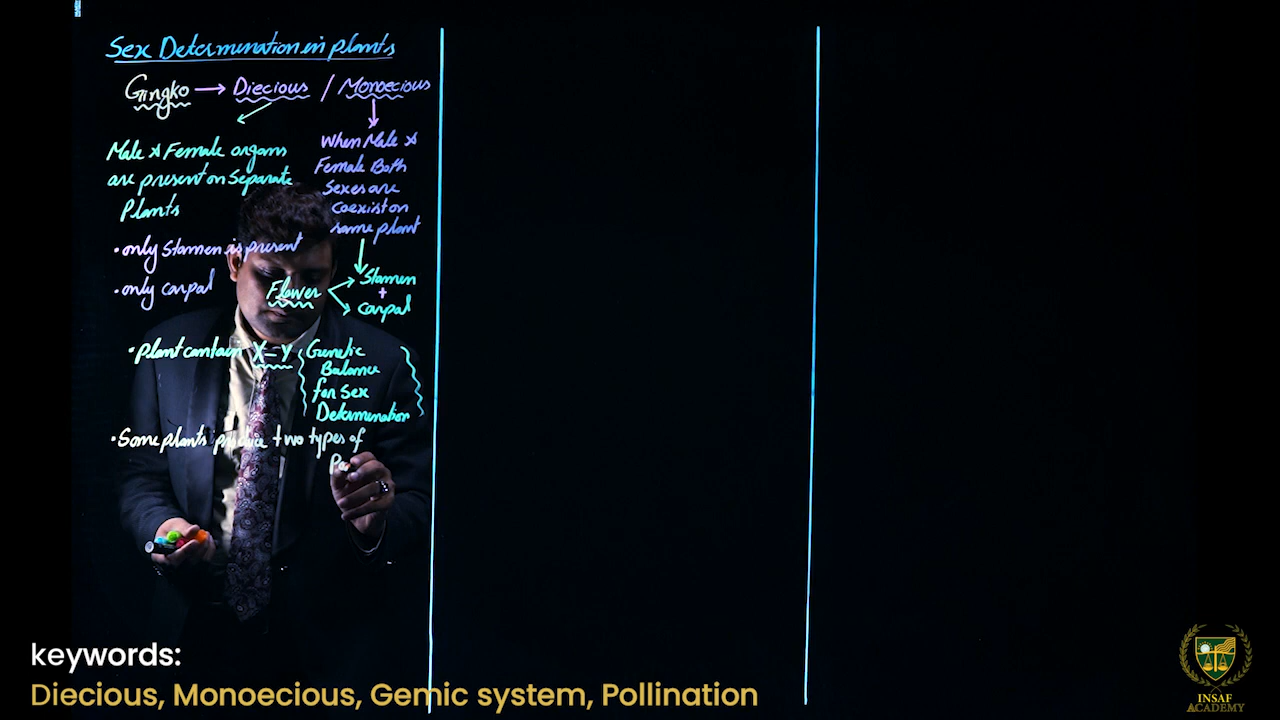 Sex Determination in plants
Gingko → Diecious / Monoecious
Male & Female organs
are present on Separate
Plants
When Male &
Female Both
Sexes are
Coexist on
same plant
• only Stamen is present
• only carpal
Flower
Stamen
+
carpal
• Plant contain X-Y
Genetic
Balance
for Sex
Determination
• Some plants produce two types of
keywords:
Diecious, Monoecious, Gemic system, Pollination
INSAF
ACADEMY